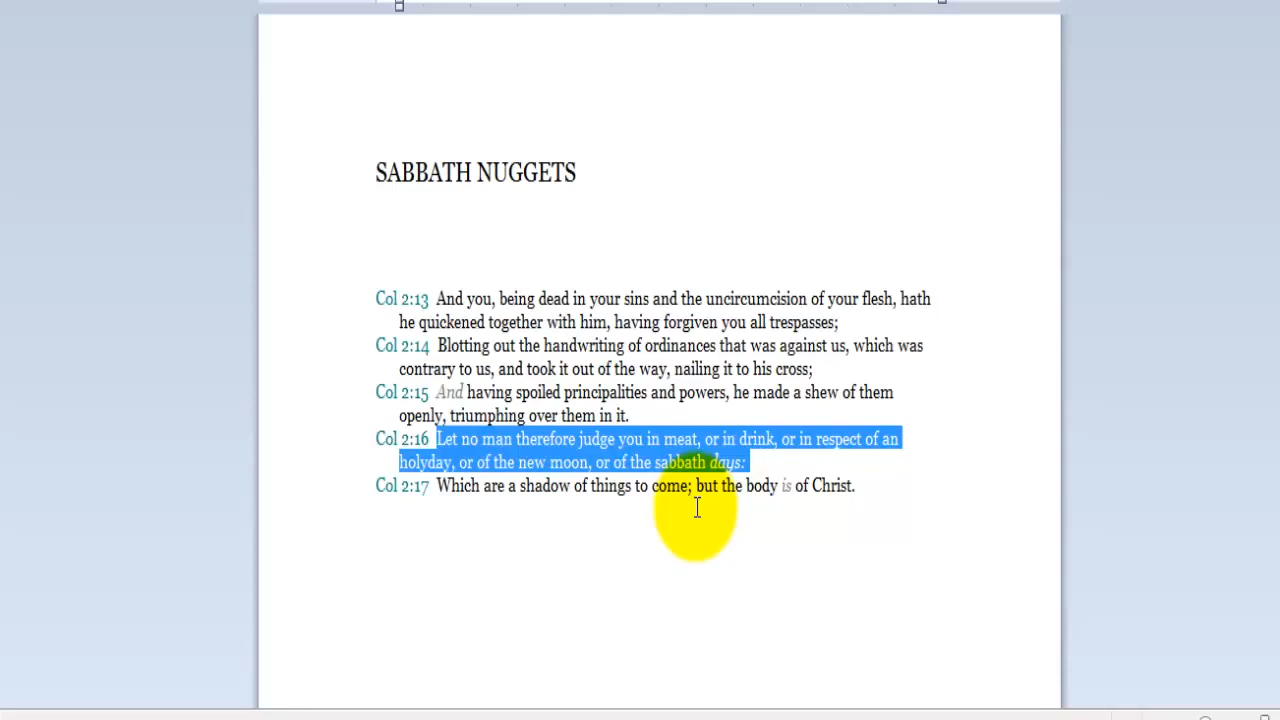 SABBATH NUGGETS
Col 2:13 And you, being dead in your sins and the uncircumcision of your flesh, hath
he quickened together with him, having forgiven you all trespasses;
Col 2:14 Blotting out the handwriting of ordinances that was against us, which was
contrary to us, and took it out of the way, nailing it to his cross;
Col 2:15 And having spoiled principalities and powers, he made a shew of them
openly, triumphing over them in it.
Col 2:16 Let no man therefore judge you in meat, or in drink, or in respect of an
holyday, or of the new moon, or of the sabbath days:
Col 2:17 Which are a shadow of things to come; but the body is of Christ.